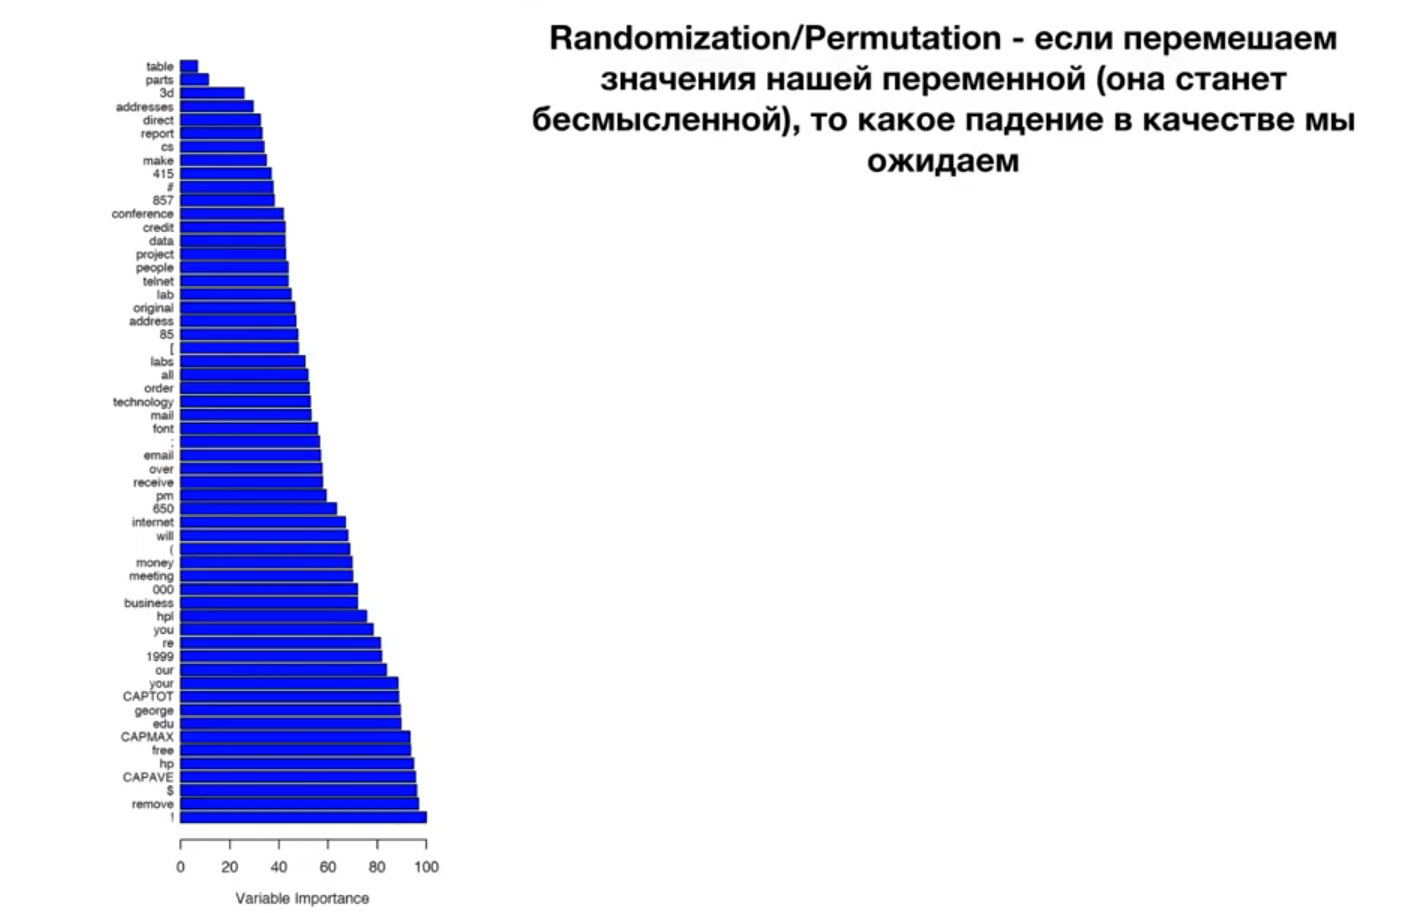 Randomization/Permutation - если перемешаем
значения нашей переменной (она станет
бесмысленной), то какое падение в качестве мы
ожидаем
table
parts
3d
addresses
direct
report
cs
make
415
#
857
conference
credit
data
project
people
telnet
lab
original
address
85
[
labs
all
order
technology
mail
font
;
email
over
receive
pm
650
internet
will
(
money
meeting
000
business
hpl
you
re
1999
our
your
CAPTOT
george
edu
CAPMAX
free
hp
CAPAVE
$
remove
!
0 20 40 60 80 100
Variable Importance